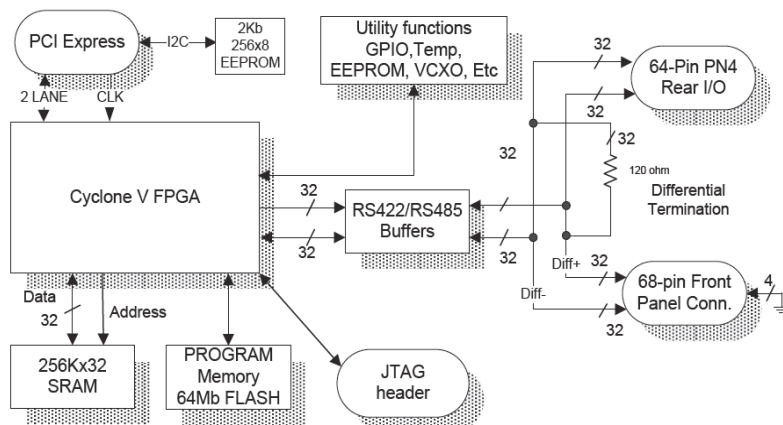 PCI Express
I2C
2Kb
256x8
EEPROM
Utility functions
GPIO,Temp,
EEPROM, VCXO, Etc
32
64-Pin PN4
Rear I/O
32
2 LANE
CLK
32
32
120 ohm
Differential
Termination
Cyclone V FPGA
32
RS422/RS485
Buffers
32
32
32
Diff-
Diff+
32
32
68-pin Front
Panel Conn.
4
Data
32
Address
256Kx32
SRAM
PROGRAM
Memory
64Mb FLASH
JTAG
header